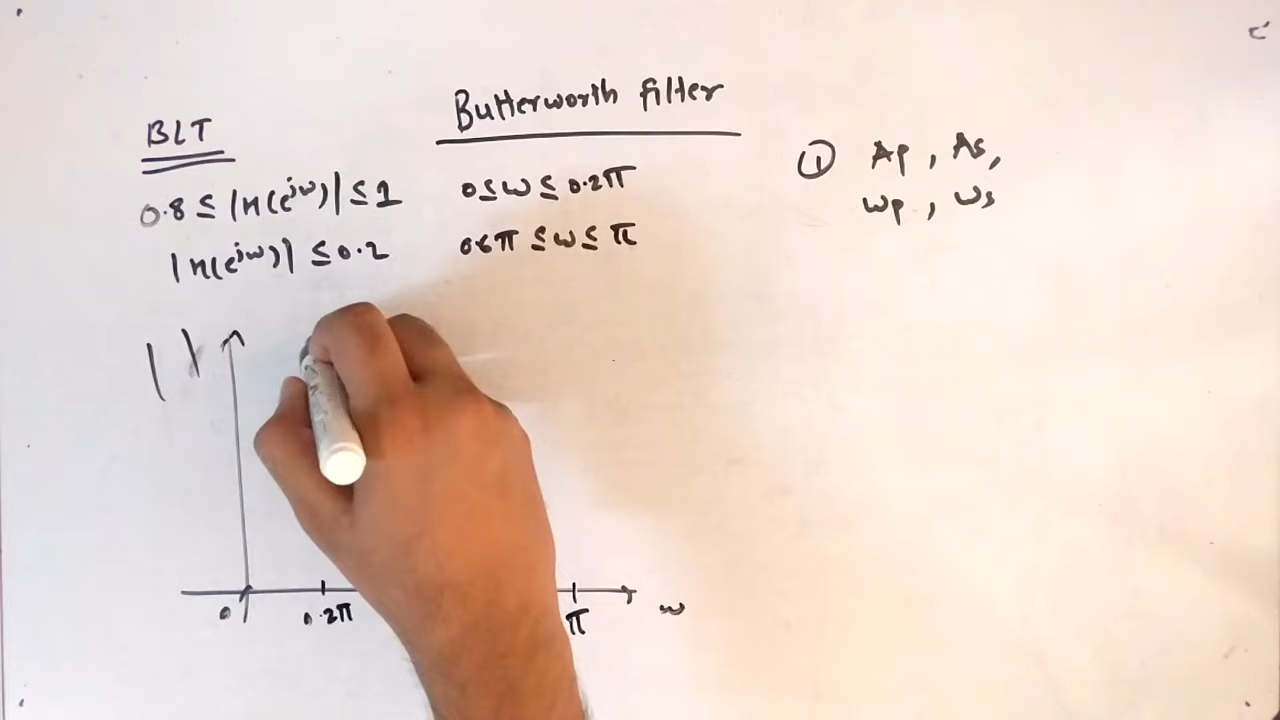 Butterworth filter
BLT
0.8 ≤ |H(e^jω)| ≤ 1 0 ≤ ω ≤ 0.2π
|H(e^jω)| ≤ 0.2 0.6π ≤ ω ≤ π
① Ap, As,
ωp, ωs
| |
0 0.2π π ω